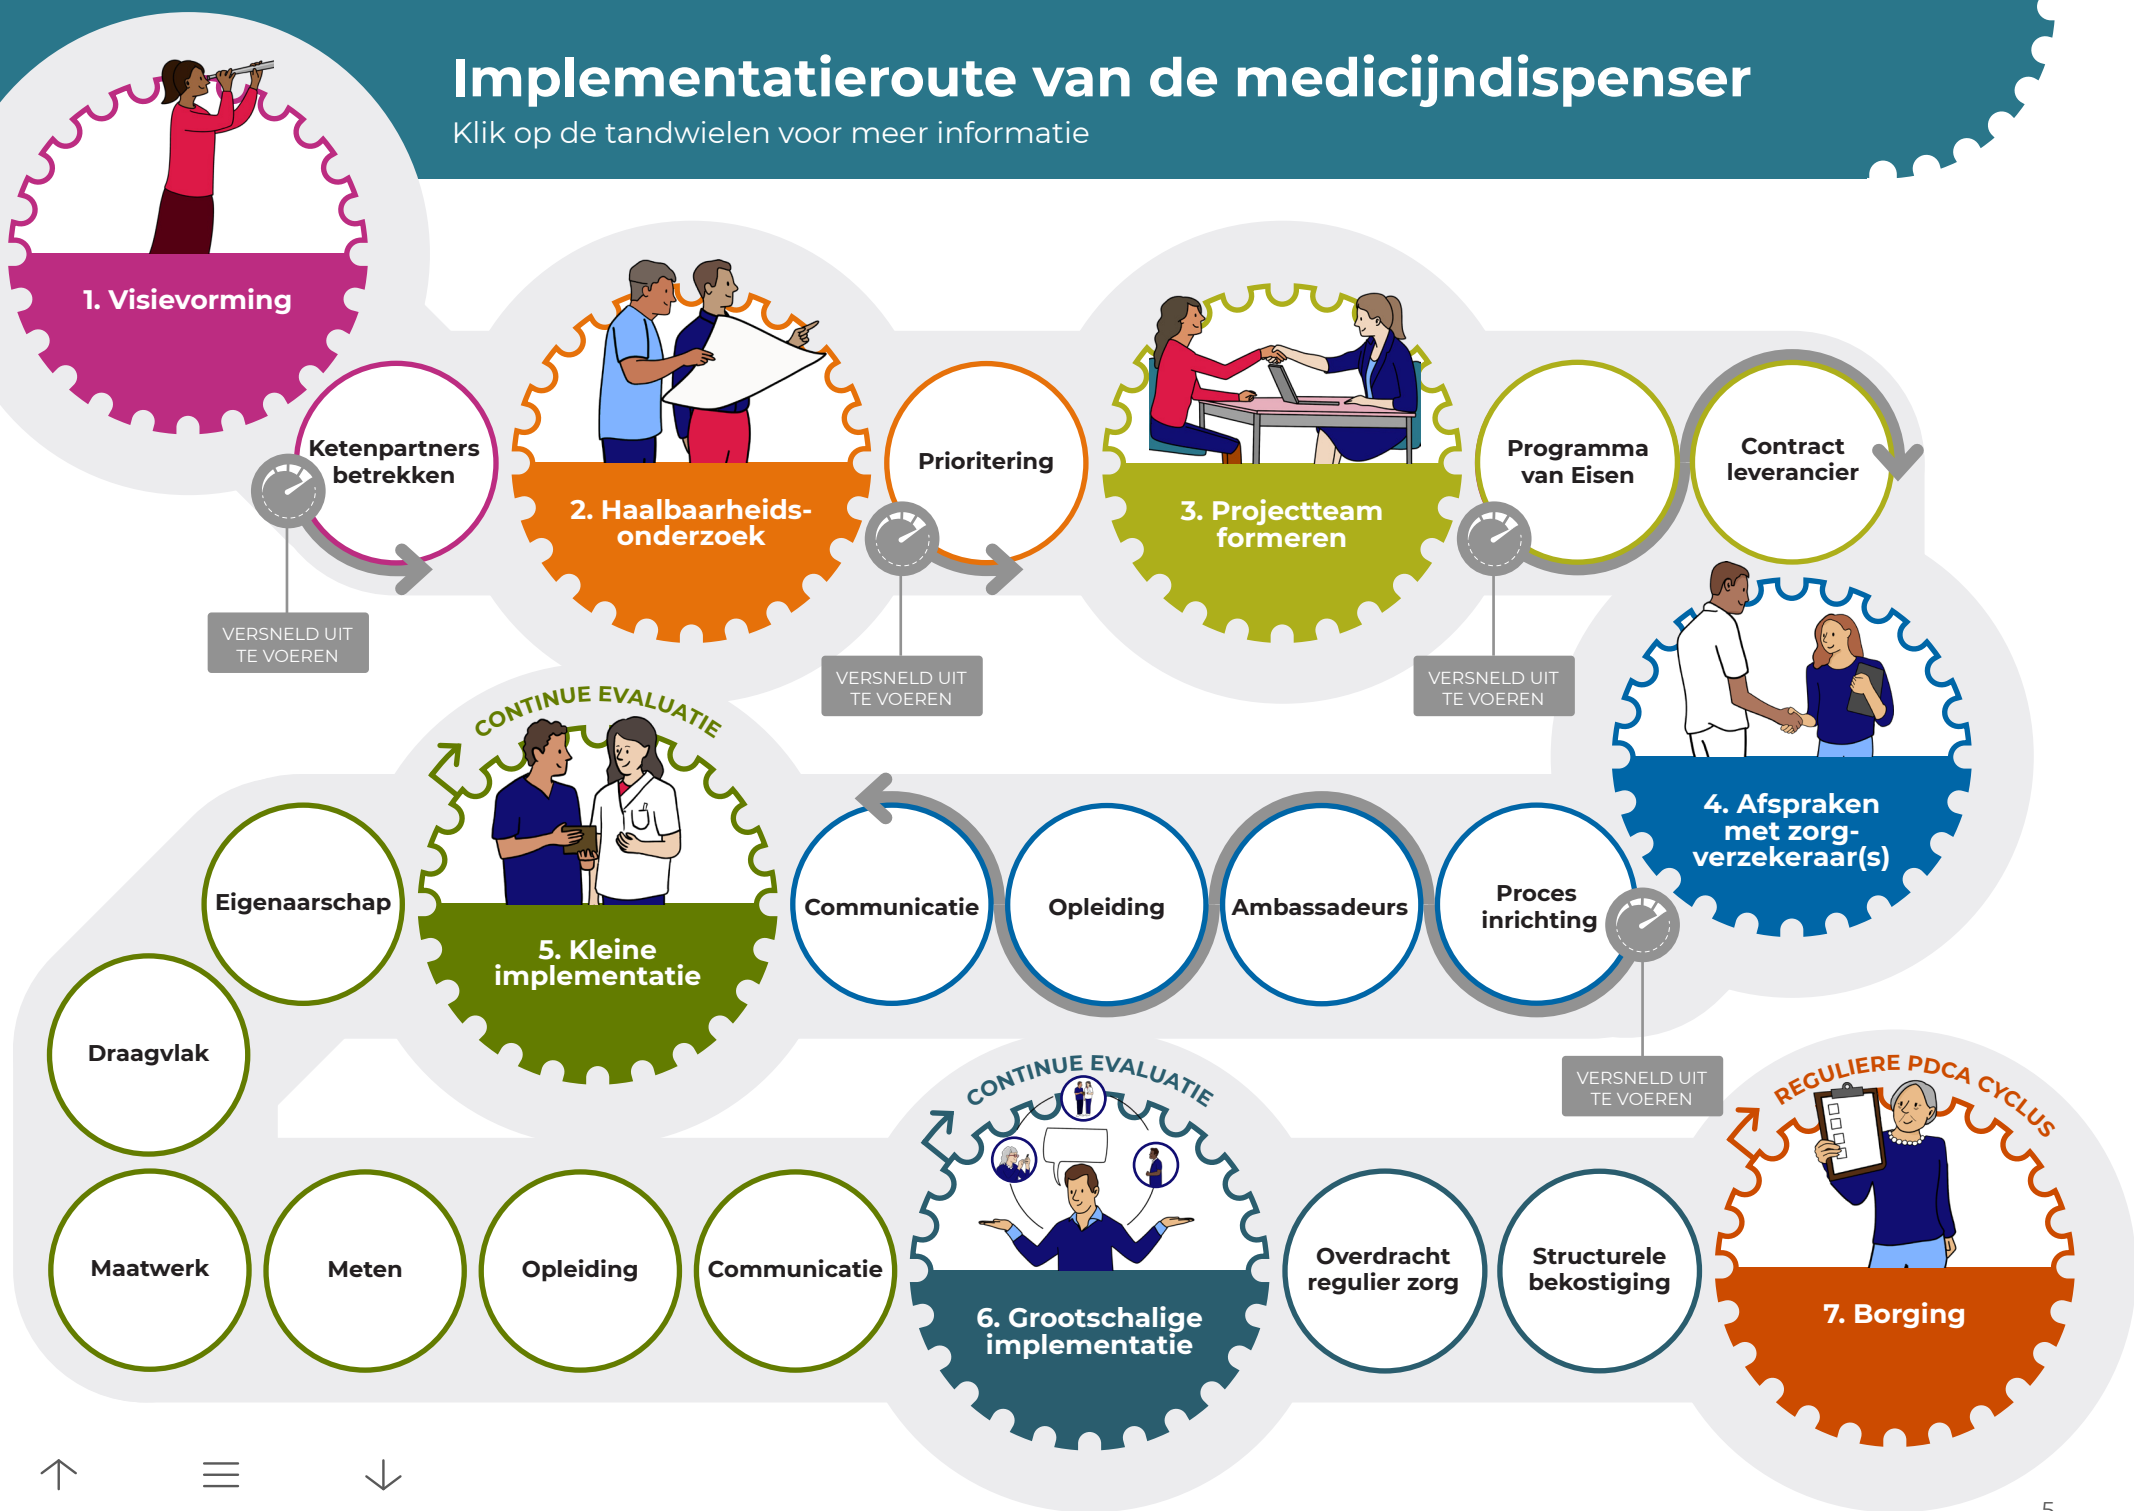 Implementatieroute van de medicijndispenser
Klik op de tandwielen voor meer informatie
1. Visievorming
Ketenpartners
betrekken
VERSNELD UIT
TE VOEREN
2. Haalbaarheids-
onderzoek
Prioritering
VERSNELD UIT
TE VOEREN
3. Projectteam
formeren
Programma
van Eisen
VERSNELD UIT
TE VOEREN
Contract
leverancier
4. Afspraken
met zorg-
verzekeraar(s)
Proces
inrichting
VERSNELD UIT
TE VOEREN
Ambassadeurs
Opleiding
Communicatie
CONTINUE EVALUATIE
5. Kleine
implementatie
Eigenaarschap
Draagvlak
Maatwerk
Meten
Opleiding
Communicatie
CONTINUE EVALUATIE
6. Grootschalige
implementatie
Overdracht
regulier zorg
Structurele
bekostiging
REGULIERE PDCA CYCLUS
7. Borging
5